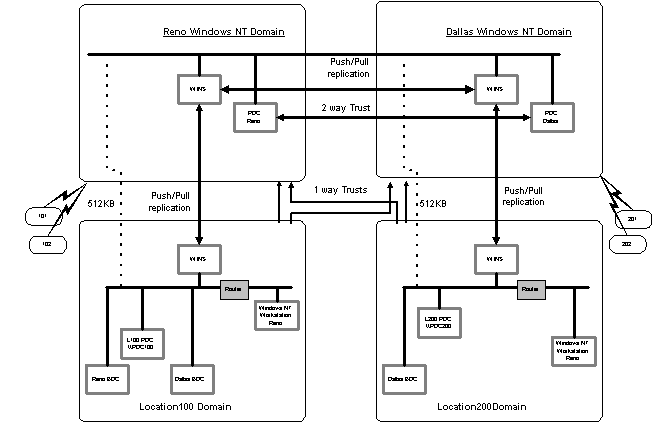 Reno Windows NT Domain
Dallas Windows NT Domain
Push/Pull
replication
WINS
WINS
PDC
Reno
2 way Trust
PDC
Dallas
101
102
512KB
Push/Pull
replication
1 way Trusts
512KB
Push/Pull
replication
201
202
WINS
WINS
Router
Router
Windows NT
Workstation
Reno
L100 PDC
L200 PDC
Windows NT
Workstation
Reno
Reno BDC
Dallas BDC
Dallas BDC
Location100 Domain
Location200Domain